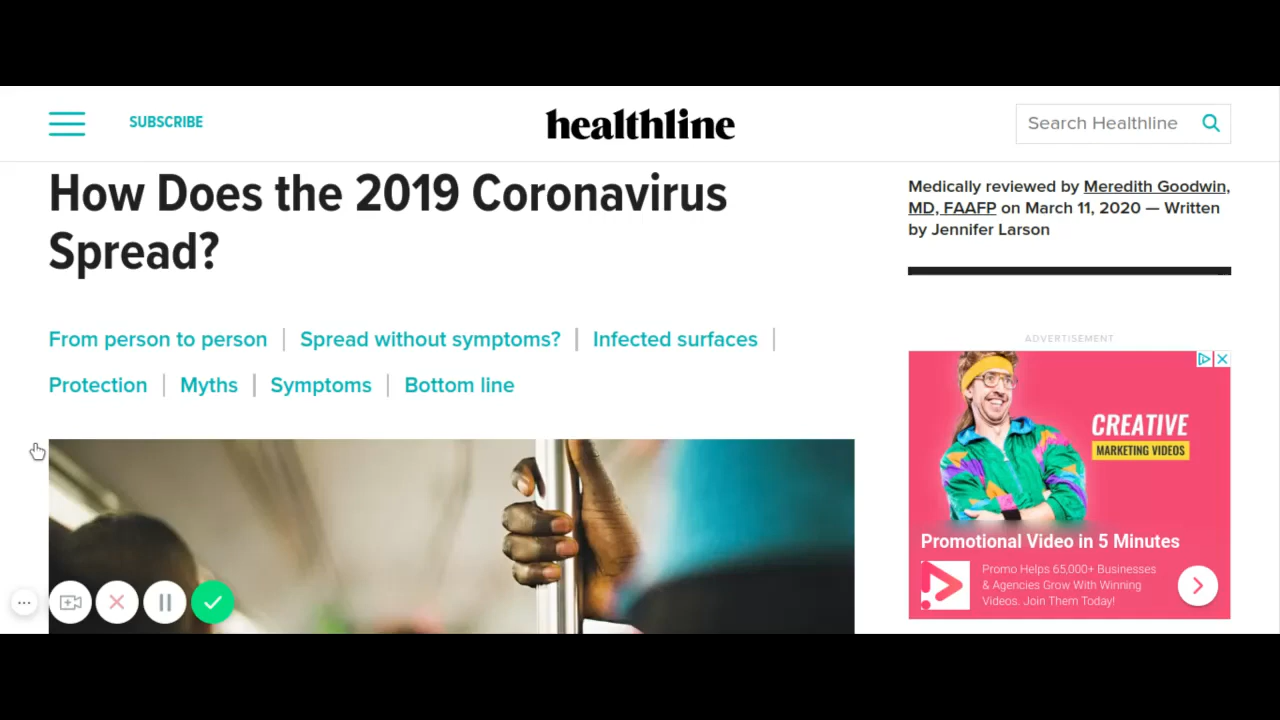 SUBSCRIBE
healthline
Search Healthline
How Does the 2019 Coronavirus
Spread?
From person to person
Spread without symptoms?
Infected surfaces
Protection
Myths
Symptoms
Bottom line
Medically reviewed by Meredith Goodwin,
MD, FAAFP on March 11, 2020 — Written
by Jennifer Larson
ADVERTISEMENT
CREATIVE
MARKETING VIDEOS
Promotional Video in 5 Minutes
Promo Helps 65,000+ Businesses
& Agencies Grow With Winning
Videos. Join Them Today!